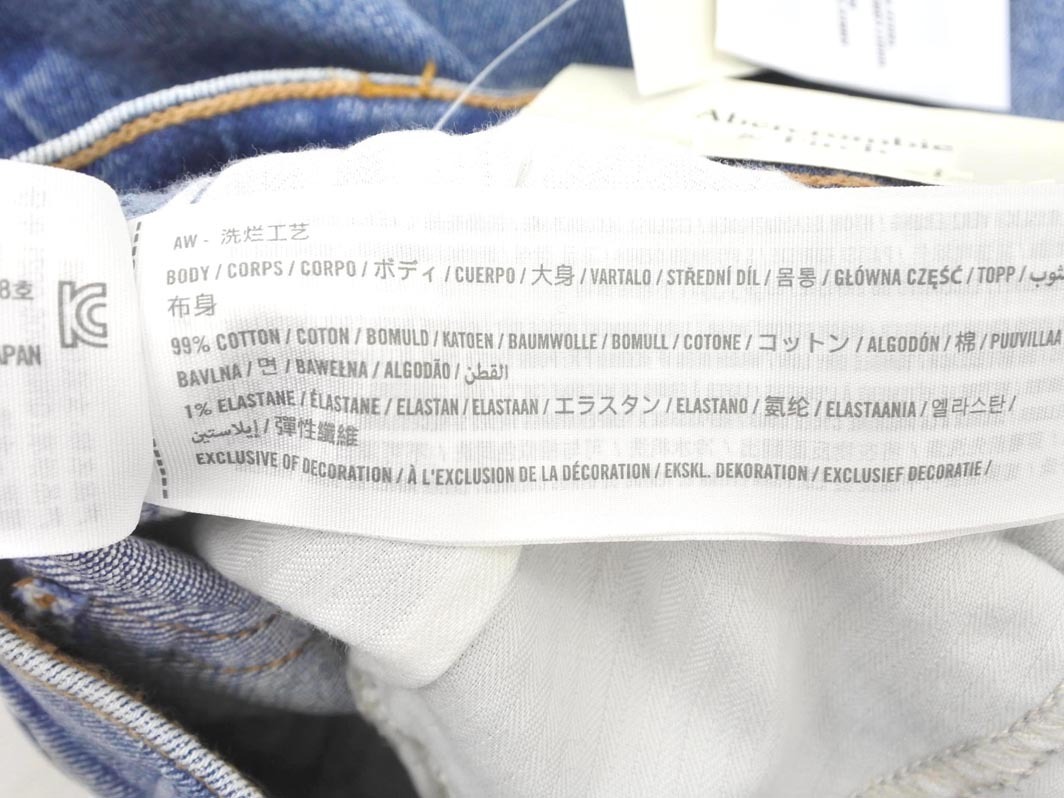 Abercrombie
& Fitch
8호
APAN
AW - 洗烂工艺
BODY / CORPS / CORPO / ボディ / CUERPO / 大身 / VARTALO / STŘEDNÍ DÍL / 몸통 / GŁÓWNA CZĘŚĆ / TOPP /
布身
99% COTTON / COTON / BOMULD / KATOEN / BAUMWOLLE / BOMULL / COTONE / コットン / ALGODÓN / 棉 / PUUVILLAA
BAVLNA / 면 / BAWEŁNA / ALGODÃO / القطن
1% ELASTANE / ÉLASTANE / ELASTAN / ELASTAAN / エラスタン / ELASTANO / 氨纶 / ELASTAANIA / 엘라스탄 /
إيلاستين / 彈性纖維
EXCLUSIVE OF DECORATION / À L'EXCLUSION DE LA DÉCORATION / EKSKL. DEKORATION / EXCLUSIEF DECORATIE /